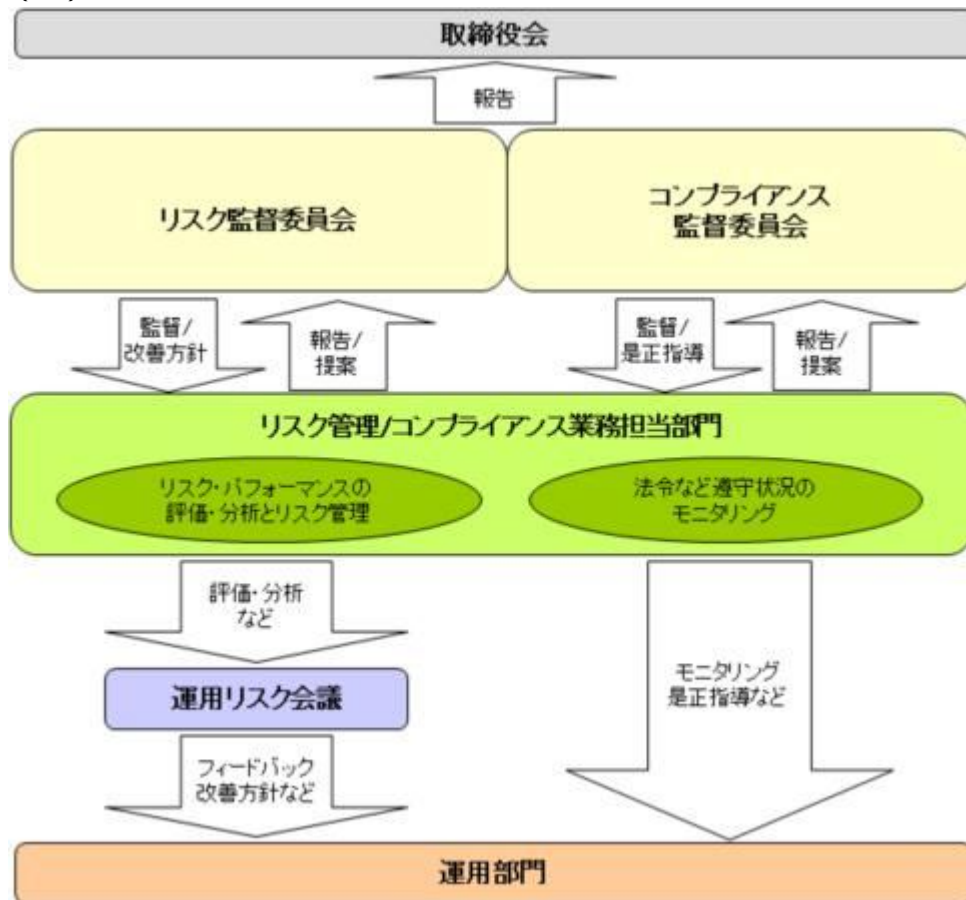 取締役会
報告
リスク監督委員会
コンプライアンス
監督委員会
監督/
改善方針
報告/
提案
監督/
是正指導
報告/
提案
リスク管理/コンプライアンス業務担当部門
リスク・パフォーマンスの
評価・分析とリスク管理
法令など遵守状況の
モニタリング
評価・分析
など
運用リスク会議
モニタリング
是正指導など
フィードバック
改善方針など
運用部門